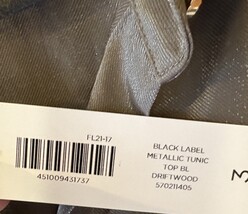 FL21-17
451009431737
BLACK LABEL
METALLIC TUNIC
TOP BL
DRIFTWOOD
570211405